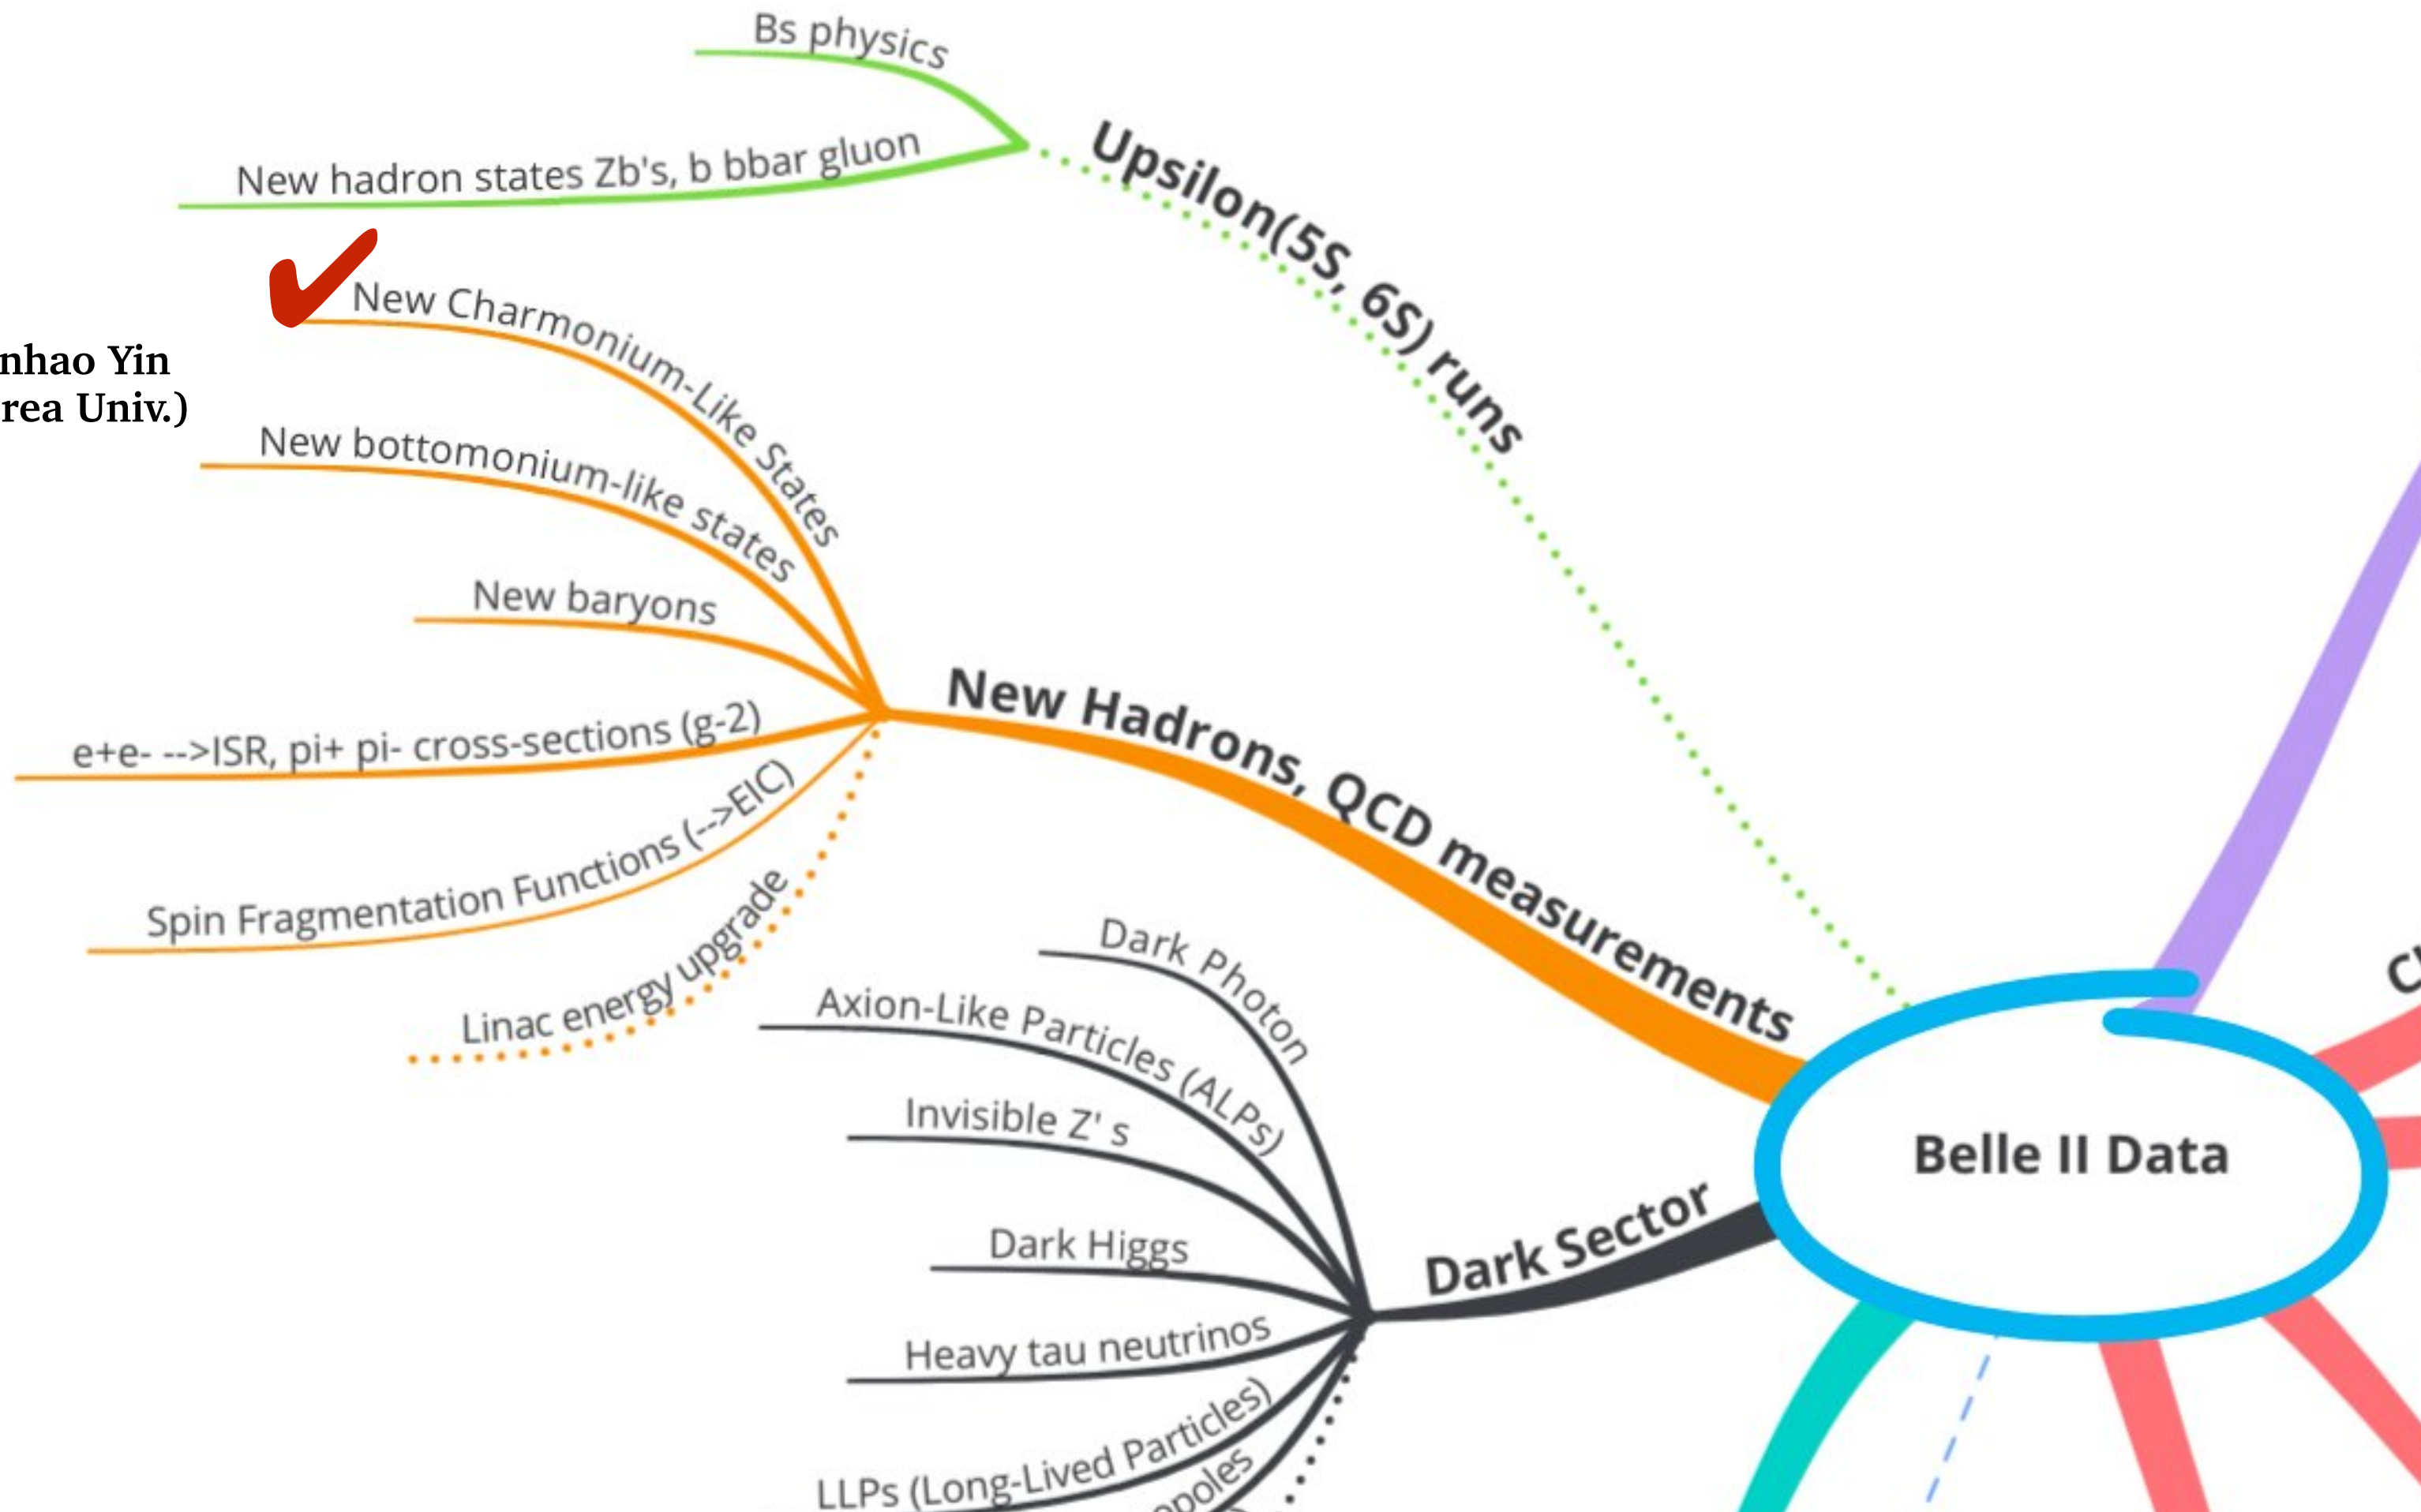 Bs physics
New hadron states Zb's, b bbar gluon
Upsilon(5S, 6S) runs
New Charmonium-Like States
nhao Yin
rea Univ.)
New bottomonium-like states
New baryons
e+e- -->ISR, pi+ pi- cross-sections (g-2)
Spin Fragmentation Functions (-->EIC)
Linac energy upgrade
New Hadrons, QCD measurements
Dark Photon
Axion-Like Particles (ALPs)
Invisible Z' s
Dark Higgs
Heavy tau neutrinos
LLPs (Long-Lived Particles)
opoles
Dark Sector
Belle II Data